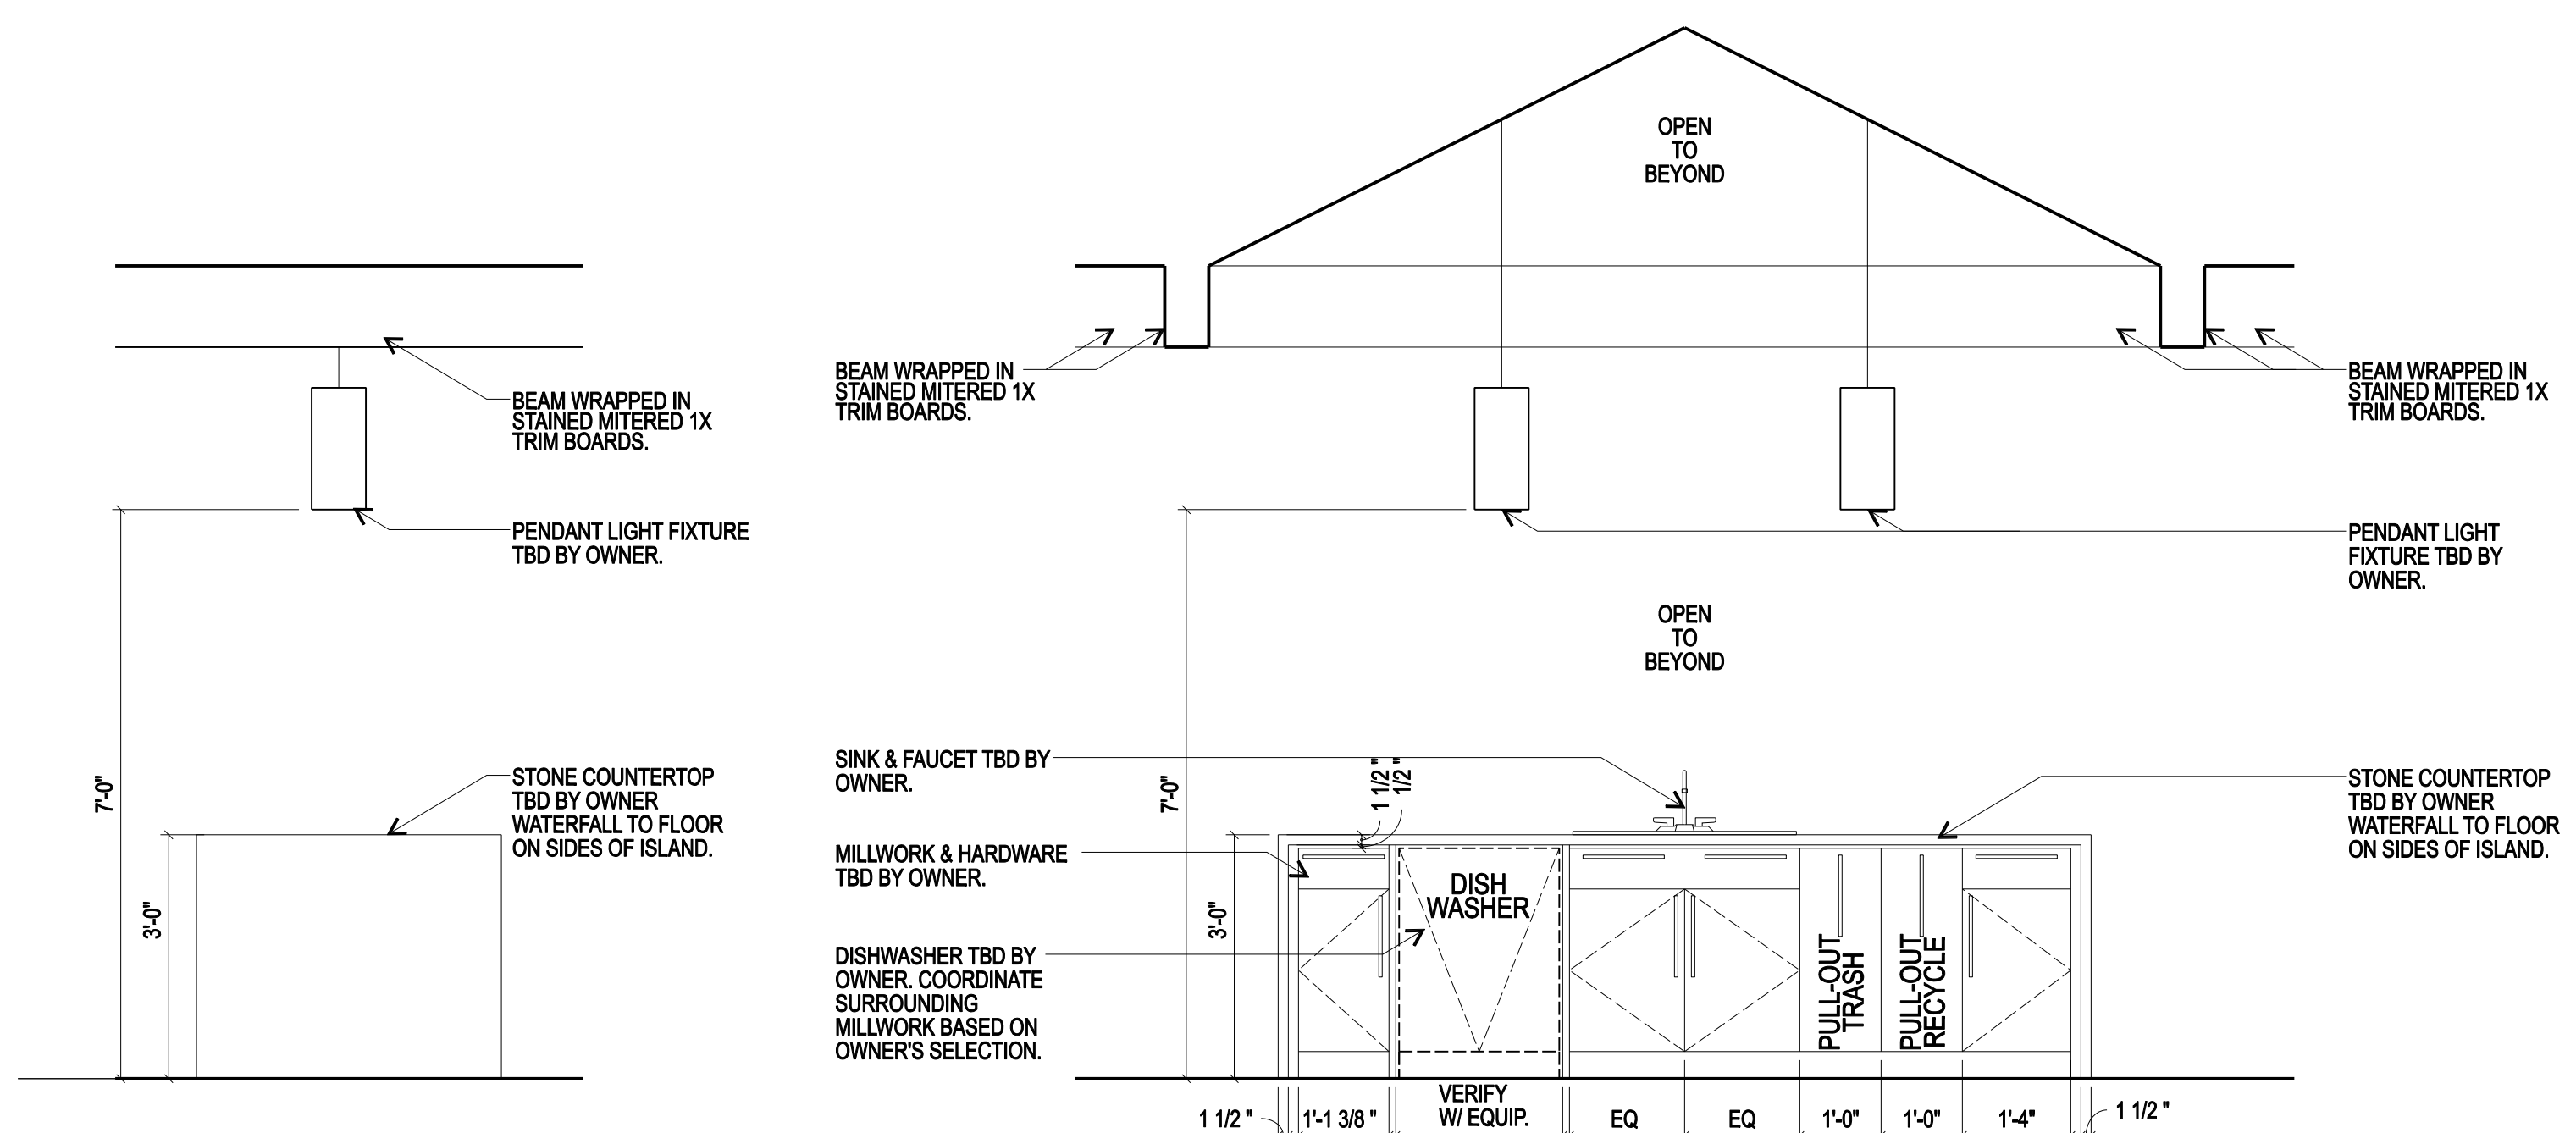 BEAM WRAPPED IN
STAINED MITERED 1X
TRIM BOARDS.
PENDANT LIGHT FIXTURE
TBD BY OWNER.
7'-0"
STONE COUNTERTOP
TBD BY OWNER
WATERFALL TO FLOOR
ON SIDES OF ISLAND.
3'-0"
OPEN
TO
BEYOND
BEAM WRAPPED IN
STAINED MITERED 1X
TRIM BOARDS.
BEAM WRAPPED IN
STAINED MITERED 1X
TRIM BOARDS.
PENDANT LIGHT
FIXTURE TBD BY
OWNER.
OPEN
TO
BEYOND
SINK & FAUCET TBD BY
OWNER.
7'-0"
1 1/2 "
1/2 "
STONE COUNTERTOP
TBD BY OWNER
WATERFALL TO FLOOR
ON SIDES OF ISLAND.
MILLWORK & HARDWARE
TBD BY OWNER.
3'-0"
DISH
WASHER
DISHWASHER TBD BY
OWNER. COORDINATE
SURROUNDING
MILLWORK BASED ON
OWNER'S SELECTION.
PULL-OUT
TRASH
PULL-OUT
RECYCLE
1 1/2 "
1'-1 3/8 "
VERIFY
W/ EQUIP.
EQ
EQ
1'-0"
1'-0"
1'-4"
1 1/2 "